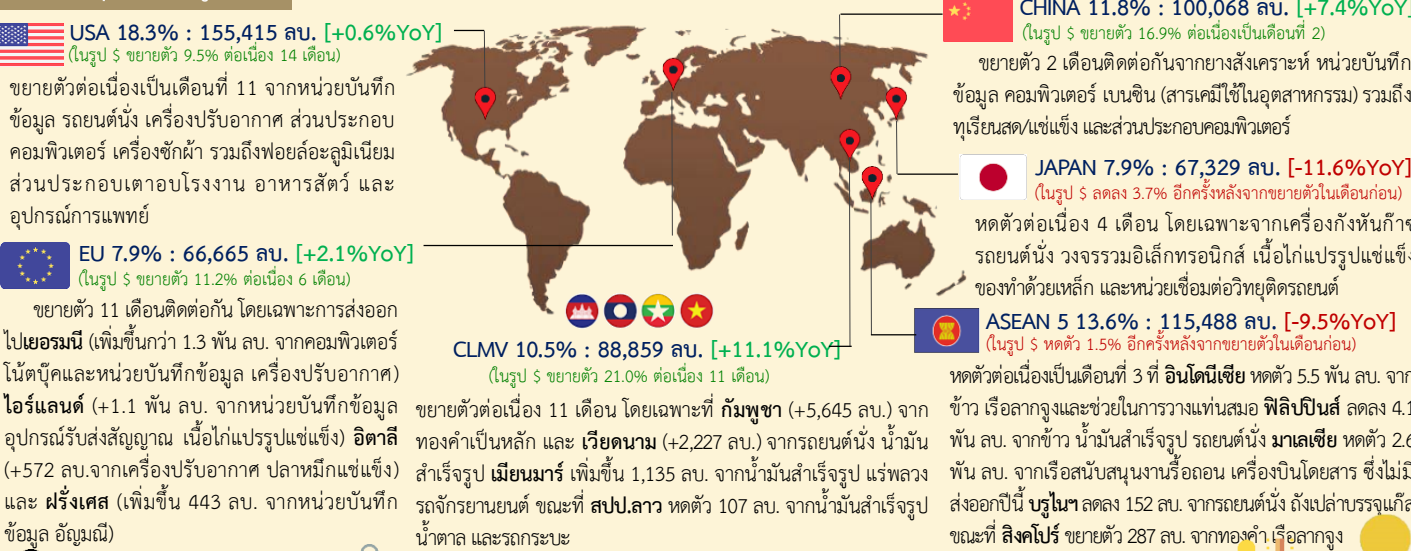 USA 18.3% : 155,415 ลบ. [+0.6%YoY]
(ในรูป $ ขยายตัว 9.5% ต่อเนื่อง 14 เดือน)
ขยายตัวต่อเนื่องเป็นเดือนที่ 11 จากหน่วยบันทึก
ข้อมูล รถยนต์นั่ง เครื่องปรับอากาศ ส่วนประกอบ
คอมพิวเตอร์ เครื่องซักผ้า รวมถึงฟอยล์อะลูมิเนียม
ส่วนประกอบเตาอบโรงงาน อาหารสัตว์ และ
อุปกรณ์การแพทย์
EU 7.9% : 66,665 ลบ. [+2.1%YoY]
(ในรูป $ ขยายตัว 11.2% ต่อเนื่อง 6 เดือน)
ขยายตัว 11 เดือนติดต่อกัน โดยเฉพาะการส่งออก
ไปเยอรมนี (เพิ่มขึ้นกว่า 1.3 พัน ลบ. จากคอมพิวเตอร์
โน้ตบุ๊คและหน่วยบันทึกข้อมูล เครื่องปรับอากาศ)
ไอร์แลนด์ (+1.1 พัน ลบ. จากหน่วยบันทึกข้อมูล
อุปกรณ์รับส่งสัญญาณ เนื้อไก่แปรรูปแช่แข็ง) อิตาลี
(+572 ลบ.จากเครื่องปรับอากาศ ปลาหมึกแช่แข็ง)
และ ฝรั่งเศส (เพิ่มขึ้น 443 ลบ. จากหน่วยบันทึก
ข้อมูล อัญมณี)
CLMV 10.5% : 88,859 ลบ. [+11.1%YoY]
(ในรูป $ ขยายตัว 21.0% ต่อเนื่อง 11 เดือน)
ขยายตัวต่อเนื่อง 11 เดือน โดยเฉพาะที่ กัมพูชา (+5,645 ลบ.) จาก
ทองคำเป็นหลัก และ เวียดนาม (+2,227 ลบ.) จากรถยนต์นั่ง น้ำมัน
สำเร็จรูป เมียนมาร์ เพิ่มขึ้น 1,135 ลบ. จากน้ำมันสำเร็จรูป แร่พลวง
รถจักรยานยนต์ ขณะที่ สปป.ลาว หดตัว 107 ลบ. จากน้ำมันสำเร็จรูป
น้ำตาล และรถกระบะ
CHINA 11.8% : 100,068 ลบ. [+7.4%YoY]
(ในรูป $ ขยายตัว 16.9% ต่อเนื่องเป็นเดือนที่ 2)
ขยายตัว 2 เดือนติดต่อกันจากยางสังเคราะห์ หน่วยบันทึก
ข้อมูล คอมพิวเตอร์ เบนซิน (สารเคมีใช้ในอุตสาหกรรม) รวมถึง
ทุเรียนสด/แช่แข็ง และส่วนประกอบคอมพิวเตอร์
JAPAN 7.9% : 67,329 ลบ. [-11.6%YoY]
(ในรูป $ ลดลง 3.7% อีกครั้งหลังจากขยายตัวในเดือนก่อน)
หดตัวต่อเนื่อง 4 เดือน โดยเฉพาะจากเครื่องกังหันก๊าซ
รถยนต์นั่ง วงจรรวมอิเล็กทรอนิกส์ เนื้อไก่แปรรูปแช่แข็ง
ของทำด้วยเหล็ก และหน่วยเชื่อมต่อวิทยุติดรถยนต์
ASEAN 5 13.6% : 115,488 ลบ. [-9.5%YoY]
(ในรูป $ หดตัว 1.5% อีกครั้งหลังจากขยายตัวในเดือนก่อน)
หดตัวต่อเนื่องเป็นเดือนที่ 3 ที่ อินโดนีเซีย หดตัว 5.5 พัน ลบ. จาก
ข้าว เรือลากจูงและช่วยในการวางแท่นสมอ ฟิลิปปินส์ ลดลง 4.1
พัน ลบ. จากข้าว น้ำมันสำเร็จรูป รถยนต์นั่ง มาเลเซีย หดตัว 2.6
พัน ลบ. จากเรือสนับสนุนงานรื้อถอน เครื่องบินโดยสาร ซึ่งไม่มี
ส่งออกปีนี้ บรูไนฯ ลดลง 152 ลบ. จากรถยนต์นั่ง ถังเปล่าบรรจุแก๊ส
ขณะที่ สิงคโปร์ ขยายตัว 287 ลบ. จากทองคำ เรือลากจูง